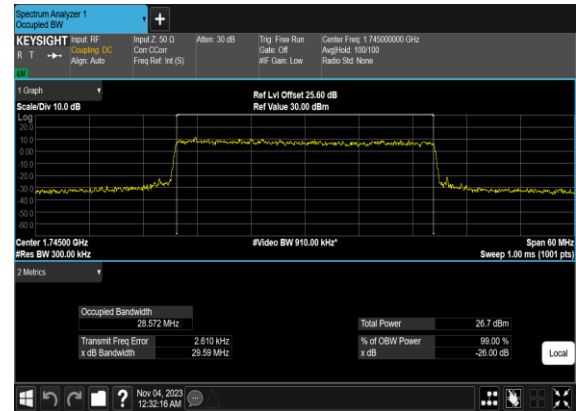 Spectrum Analyzer 1
Occupied BW
+
KEYSIGHT
R T
LXI
Input: RF
Coupling: DC
Align: Auto
Input Z: 50 Ω
Corr CCorr
Freq Ref: Int (S)
Atten: 30 dB
Trig: Free Run
Gate: Off
#IF Gain: Low
Center Freq: 1.745000000 GHz
Avg|Hold: 100/100
Radio Std: None
1 Graph
Scale/Div 10.0 dB
Ref Lvl Offset 25.60 dB
Ref Value 30.00 dBm
Log
20.0
10.0
0.00
-10.0
-20.0
-30.0
-40.0
-50.0
-60.0
Center 1.74500 GHz
#Res BW 300.00 kHz
#Video BW 910.00 kHz*
Span 60 MHz
Sweep 1.00 ms (1001 pts)
2 Metrics
Occupied Bandwidth
28.572 MHz
Transmit Freq Error 2.610 kHz
x dB Bandwidth 29.59 MHz
Total Power 26.7 dBm
% of OBW Power 99.00 %
x dB -26.00 dB
Local
?
Nov 04, 2023
12:32:16 AM